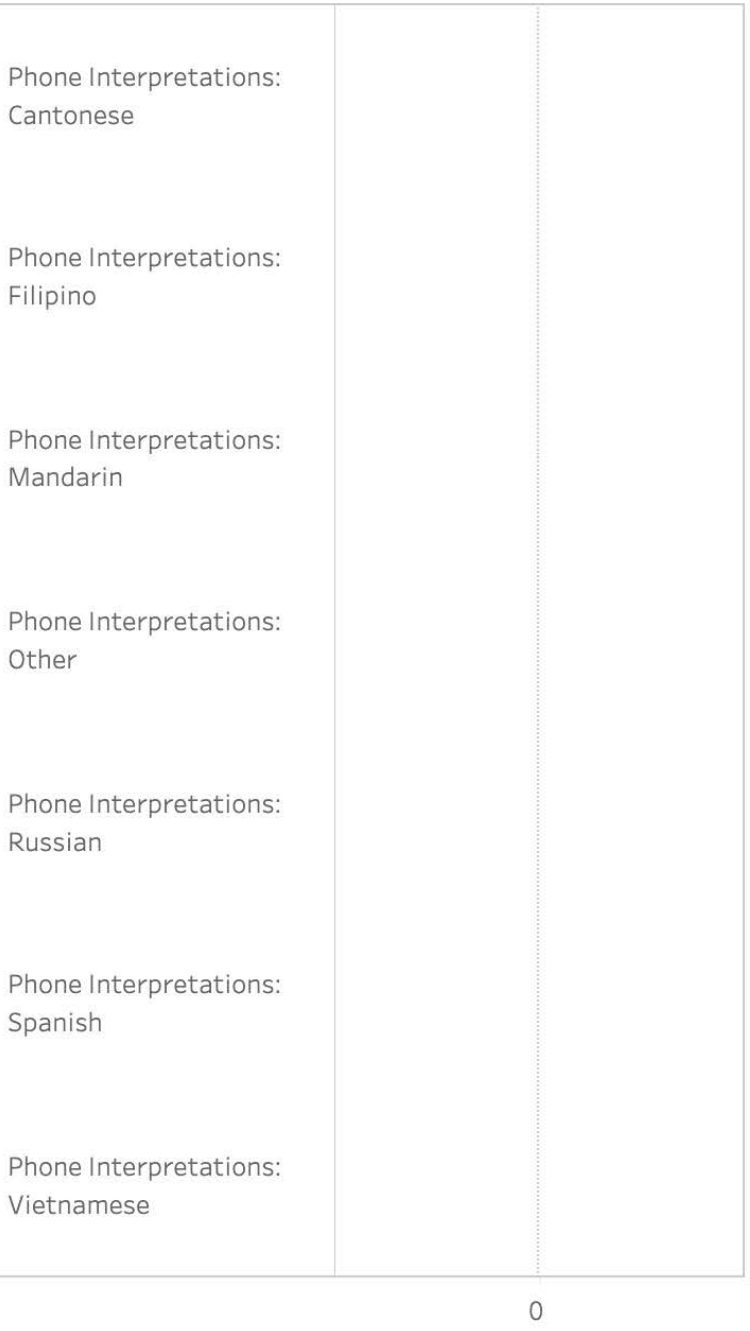 Phone Interpretations:
Cantonese
Phone Interpretations:
Filipino
Phone Interpretations:
Mandarin
Phone Interpretations:
Other
Phone Interpretations:
Russian
Phone Interpretations:
Spanish
Phone Interpretations:
Vietnamese
0